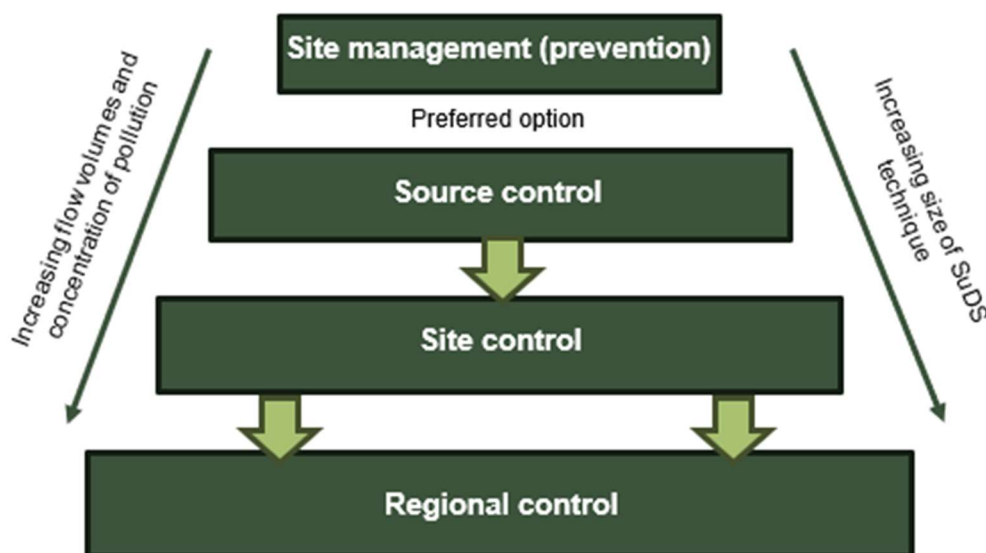 Site management (prevention)
Preferred option
Increasing flow volumes and
concentration of pollution
Increasing size of SuDS
technique
Source control
Site control
Regional control